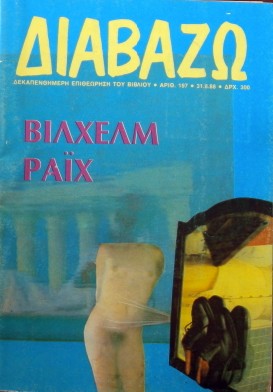 ΔΙΑΒΑΖΩ
ΔΕΚΑΠΕΝΘΗΜΕΡΗ ΕΠΙΘΕΩΡΗΣΗ ΤΟΥ ΒΙΒΛΙΟΥ • ΑΡΙΘ. 197 • 21.9.88 • ΔΡΧ. 300
ΒΙΛΧΕΛΜ
ΡΑΪΧ